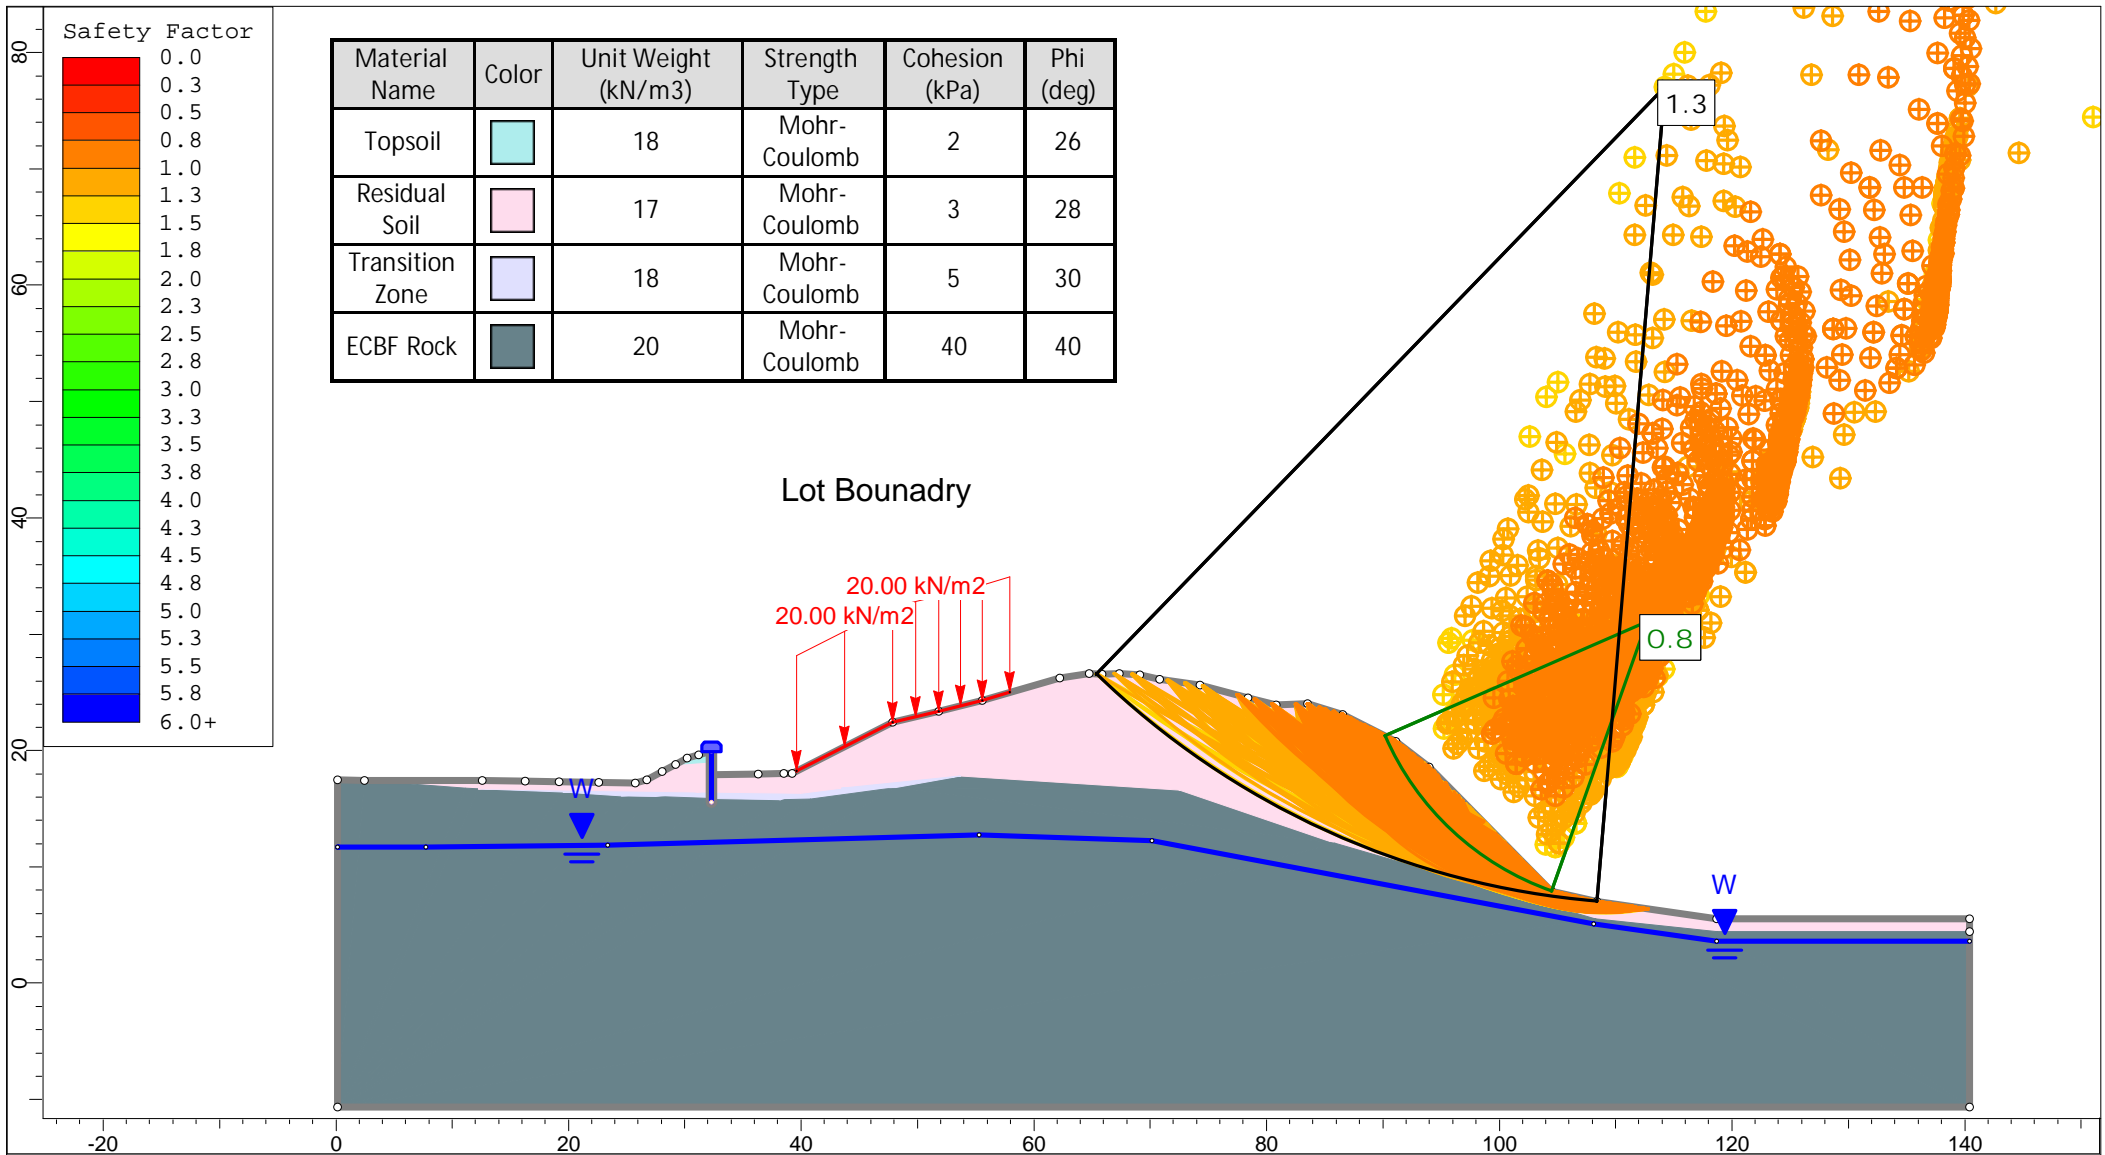 Safety Factor
0.0
0.3
0.5
0.8
1.0
1.3
1.5
1.8
2.0
2.3
2.5
2.8
3.0
3.3
3.5
3.8
4.0
4.3
4.5
4.8
5.0
5.3
5.5
5.8
6.0+
Material Name Color Unit Weight (kN/m3) Strength Type Cohesion (kPa) Phi (deg)
Topsoil 18 Mohr-Coulomb 2 26
Residual Soil 17 Mohr-Coulomb 3 28
Transition Zone 18 Mohr-Coulomb 5 30
ECBF Rock 20 Mohr-Coulomb 40 40
1.3
Lot Bounadry
20.00 kN/m2
20.00 kN/m2
0.8
W
W
80
60
40
20
0
-20 0 20 40 60 80 100 120 140